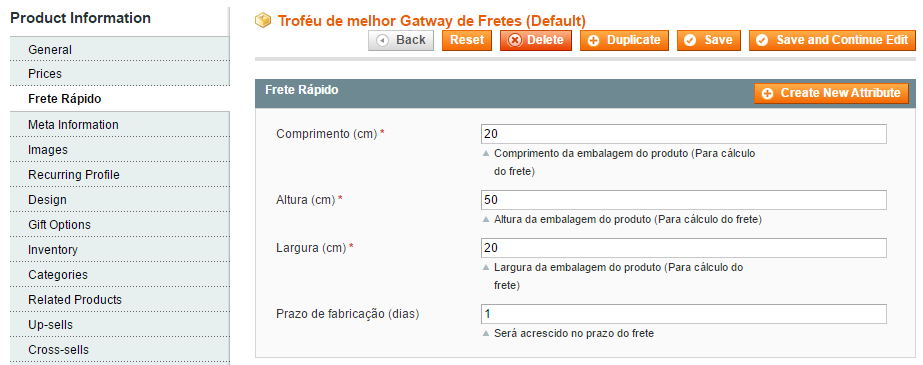 Product Information
General
Prices
Frete Rápido
Meta Information
Images
Recurring Profile
Design
Gift Options
Inventory
Categories
Related Products
Up-sells
Cross-sells
Troféu de melhor Gatway de Fretes (Default)
Back Reset Delete Duplicate Save Save and Continue Edit
Frete Rápido Create New Attribute
Comprimento (cm) * 20
Comprimento da embalagem do produto (Para cálculo
do frete)
Altura (cm) * 50
Altura da embalagem do produto (Para cálculo do frete)
Largura (cm) * 20
Largura da embalagem do produto (Para cálculo do
frete)
Prazo de fabricação (dias) 1
Será acrescido no prazo do frete